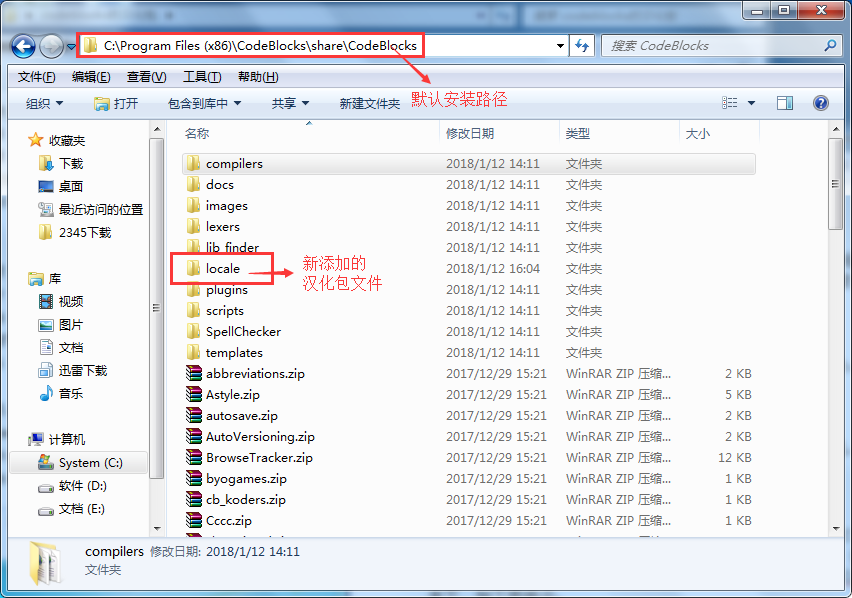 C:\Program Files (x86)\CodeBlocks\share\CodeBlocks
搜索 CodeBlocks
文件(F) 编辑(E) 查看(V) 工具(T) 帮助(H)
组织 打开 包含到库中 共享 新建文件夹
默认安装路径
名称 修改日期 类型 大小
收藏夹
下载
桌面
最近访问的位置
2345下载
库
视频
图片
文档
迅雷下载
音乐
计算机
System (C:)
软件 (D:)
文档 (E:)
compilers 2018/1/12 14:11 文件夹
docs 2018/1/12 14:11 文件夹
images 2018/1/12 14:11 文件夹
lexers 2018/1/12 14:11 文件夹
lib_finder 2018/1/12 14:11 文件夹
locale 2018/1/12 16:04 文件夹
新添加的
汉化包文件
plugins 2018/1/12 14:11 文件夹
scripts 2018/1/12 14:11 文件夹
SpellChecker 2018/1/12 14:11 文件夹
templates 2018/1/12 14:11 文件夹
abbreviations.zip 2017/12/29 15:21 WinRAR ZIP 压缩... 2 KB
Astyle.zip 2017/12/29 15:21 WinRAR ZIP 压缩... 5 KB
autosave.zip 2017/12/29 15:21 WinRAR ZIP 压缩... 2 KB
AutoVersioning.zip 2017/12/29 15:21 WinRAR ZIP 压缩... 2 KB
BrowseTracker.zip 2017/12/29 15:21 WinRAR ZIP 压缩... 12 KB
byogames.zip 2017/12/29 15:21 WinRAR ZIP 压缩... 1 KB
cb_koders.zip 2017/12/29 15:21 WinRAR ZIP 压缩... 1 KB
Cccc.zip 2017/12/29 15:21 WinRAR ZIP 压缩... 1 KB
compilers 修改日期: 2018/1/12 14:11
文件夹